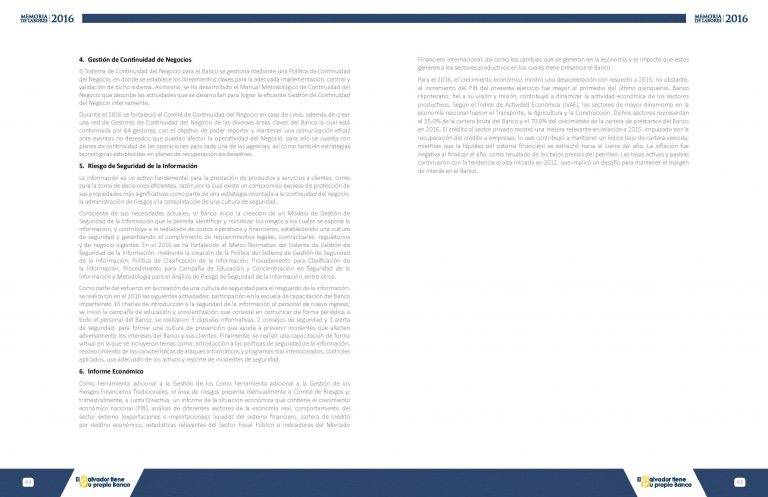 MEMORIA
DE LABORES 2016
4. Gestión de Continuidad de Negocios
El Sistema de Continuidad del Negocio para el Banco se gestiona mediante una Política de Continuidad
del Negocio, en donde se establece los lineamientos claves para la adecuada implementación, control y
validación de dicho sistema. Así mismo, se ha desarrollado el Manual Metodológico de Continuidad del
Negocio que describe las actividades que se desarrollan para lograr la eficiente Gestión de Continuidad
del Negocio internamente.
Durante el 2016 se fortaleció el Comité de Continuidad del Negocio en caso de crisis, además de crear
una red de Gestores de Continuidad del Negocio de las diversas áreas claves del Banco la cual está
conformada por 64 gestores, con el objetivo de poder reportar y mantener una comunicación eficaz
ante eventos no deseados que puedan afectar la operatividad del Negocio, para ello se cuenta con
planes de continuidad de las operaciones para cada una de las agencias, así como también estrategias
tecnológicas establecidas en planes de recuperación de desastres.
5. Riesgo de Seguridad de la Información
La información es un activo fundamental para la prestación de productos y servicios a clientes, como
para la toma de decisiones eficientes, razón por la cual existe un compromiso expreso de protección de
sus propiedades más significativas como parte de una estrategia orientada a la continuidad del negocio,
la administración de riesgos y la consolidación de una cultura de seguridad.
Consciente de sus necesidades actuales, el Banco inició la creación de un Modelo de Gestión de
Seguridad de la Información que le permita identificar y minimizar los riesgos a los cuales se expone la
información, y contribuya a la reducción de costos operativos y financieros, estableciendo una cultura
de seguridad y garantizando el cumplimiento de requerimientos legales, contractuales, regulatorios
y de negocio vigentes. En el 2016 se ha fortalecido el Marco Normativo del Sistema de Gestión de
Seguridad de la Información, mediante la creación de la Política del Sistema de Gestión de Seguridad
de la Información; Política de Clasificación de la Información; Procedimiento para Clasificación de
la Información, Procedimiento para Campaña de Educación y Concientización en Seguridad de la
Información y Metodología para el Análisis de Riesgo de Seguridad de la Información, entre otros.
Como parte del esfuerzo en la creación de una cultura de seguridad para el resguardo de la información,
se realizaron en el 2016 las siguientes actividades: participación en la escuela de capacitación del Banco
impartiendo 10 charlas de introducción a la seguridad de la información al personal de nuevo ingreso;
se inició la campaña de educación y concientización que consiste en comunicar de forma periódica a
todo el personal del Banco, se realizaron 3 cápsulas informativas, 2 consejos de seguridad y 1 alerta
de seguridad, para formar una cultura de prevención que ayude a prevenir incidentes que afecten
adversamente los intereses del Banco y sus clientes. Finalmente, se realizó una capacitación de forma
virtual en la que se incluyeron temas como: Introducción a las políticas de seguridad de la información,
reconocimiento de las características de ataques informáticos y programas mal intencionados, controles
aplicados, uso adecuado de los activos y reporte de incidentes de seguridad.
6. Informe Económico
Como herramienta adicional a la Gestión de los Como herramienta adicional a la Gestión de los
Riesgos Financieros Tradicionales, el área de riesgos presenta mensualmente a Comité de Riesgos y,
trimestralmente, a Junta Directiva, un informe de la situación económica que contiene el crecimiento
económico nacional (PIB), análisis de diferentes sectores de la economía real, comportamiento del
sector externo (exportaciones e importaciones), liquidez del sistema financiero, cartera de crédito
por destino económico, estadísticas relevantes del Sector Fiscal Público e indicadores del Mercado
64
El Salvador tiene
Su propio Banco
MEMORIA
DE LABORES 2016
Financiero Internacional, así como los cambios que se generan en la economía y el impacto que estos
generen a los sectores productivos en los cuales tiene presencia el Banco.
Para el 2016, el crecimiento económico mostró una desaceleración con respecto a 2015; no obstante,
el incremento del PIB del presente ejercicio fue mayor al promedio del último quinquenio. Banco
Hipotecario, fiel a su visión y misión, contribuyó a dinamizar la actividad económica de los sectores
productivos. Según el Índice de Actividad Económica (IVAE), los sectores de mayor dinamismo en la
economía nacional fueron el Transporte, la Agricultura y la Construcción. Dichos sectores representan
el 35.0% de la cartera bruta del Banco y el 70.0% del crecimiento de la cartera de préstamos del Banco
en 2016. El crédito al sector privado mostró una mejora relevante en relación a 2015, impulsado por la
recuperación del crédito a empresas, lo que contribuyó a mantener un índice bajo de cartera vencida;
mientras que la liquidez del sistema financiero se estrechó hacia el cierre del año. La inflación fue
negativa al finalizar el año, como resultado de los bajos precios del petróleo. Las tasas activas y pasivas
continuaron con la tendencia al alza iniciada en 2012, que implicó un desafío para mantener el margen
de interés en el Banco.
El Salvador tiene
Su propio Banco
65